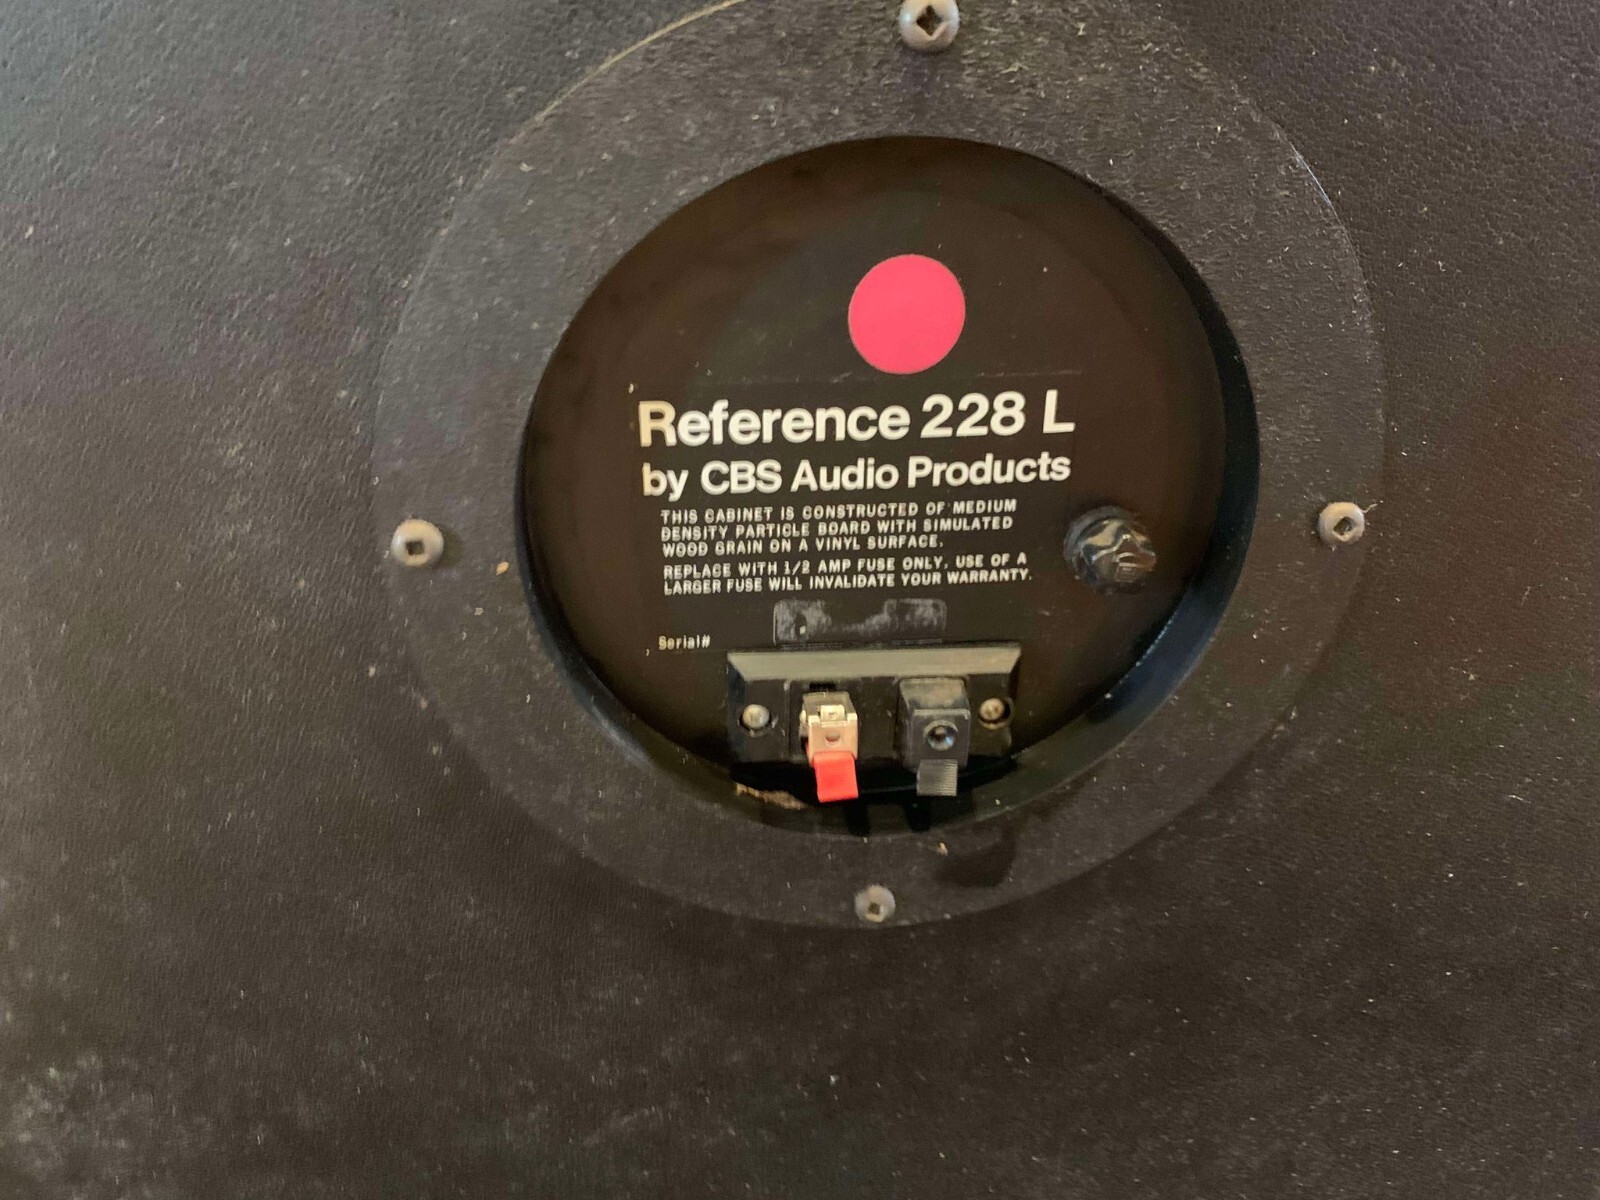 Reference 228 L
by CBS Audio Products
THIS CABINET IS CONSTRUCTED OF MEDIUM
DENSITY PARTICLE BOARD WITH SIMULATED
WOOD GRAIN ON A VINYL SURFACE.
REPLACE WITH 1/2 AMP FUSE ONLY, USE OF A
LARGER FUSE WILL INVALIDATE YOUR WARRANTY.
Serial#